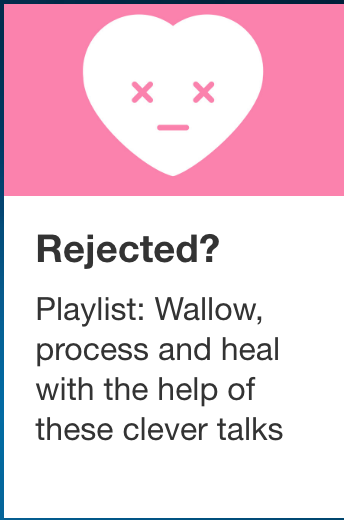 Rejected?
Playlist: Wallow,
process and heal
with the help of
these clever talks